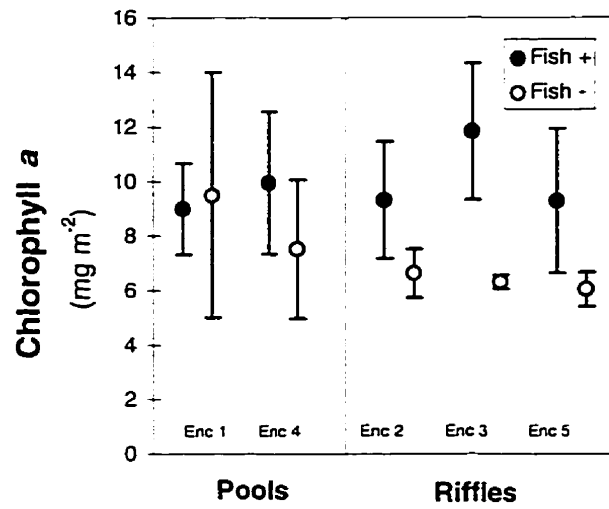 Chlorophyll a
(mg m-2)
16
14
12
10
8
6
4
2
0
Fish +
Fish -
Enc 1 Enc 4 Enc 2 Enc 3 Enc 5
Pools Riffles